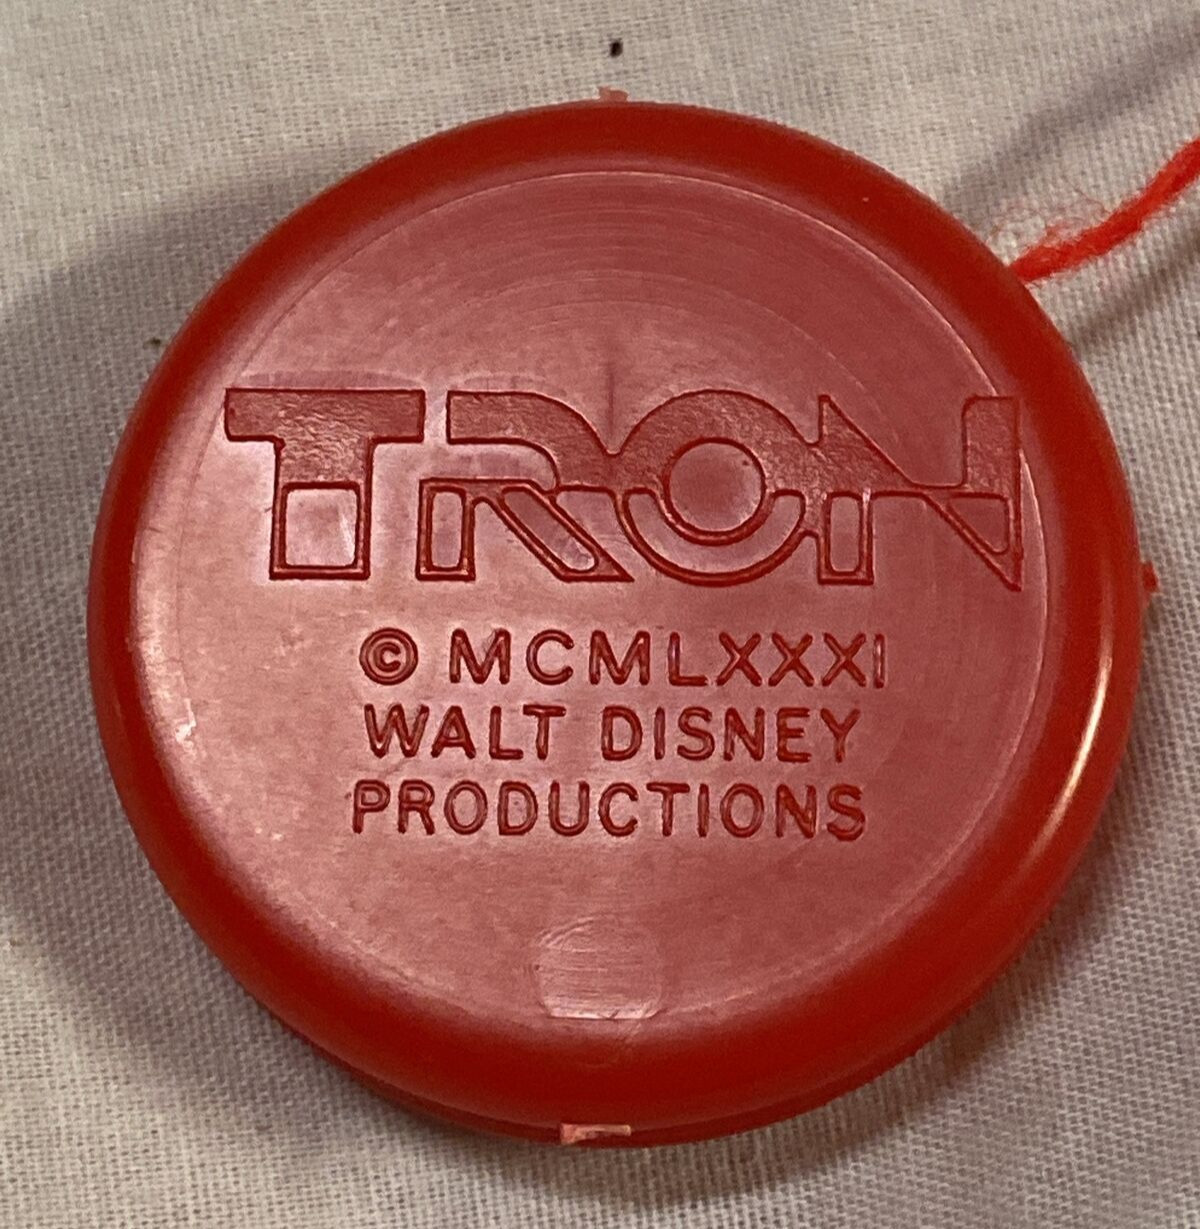 TRON
© MCMLXXXI
WALT DISNEY
PRODUCTIONS